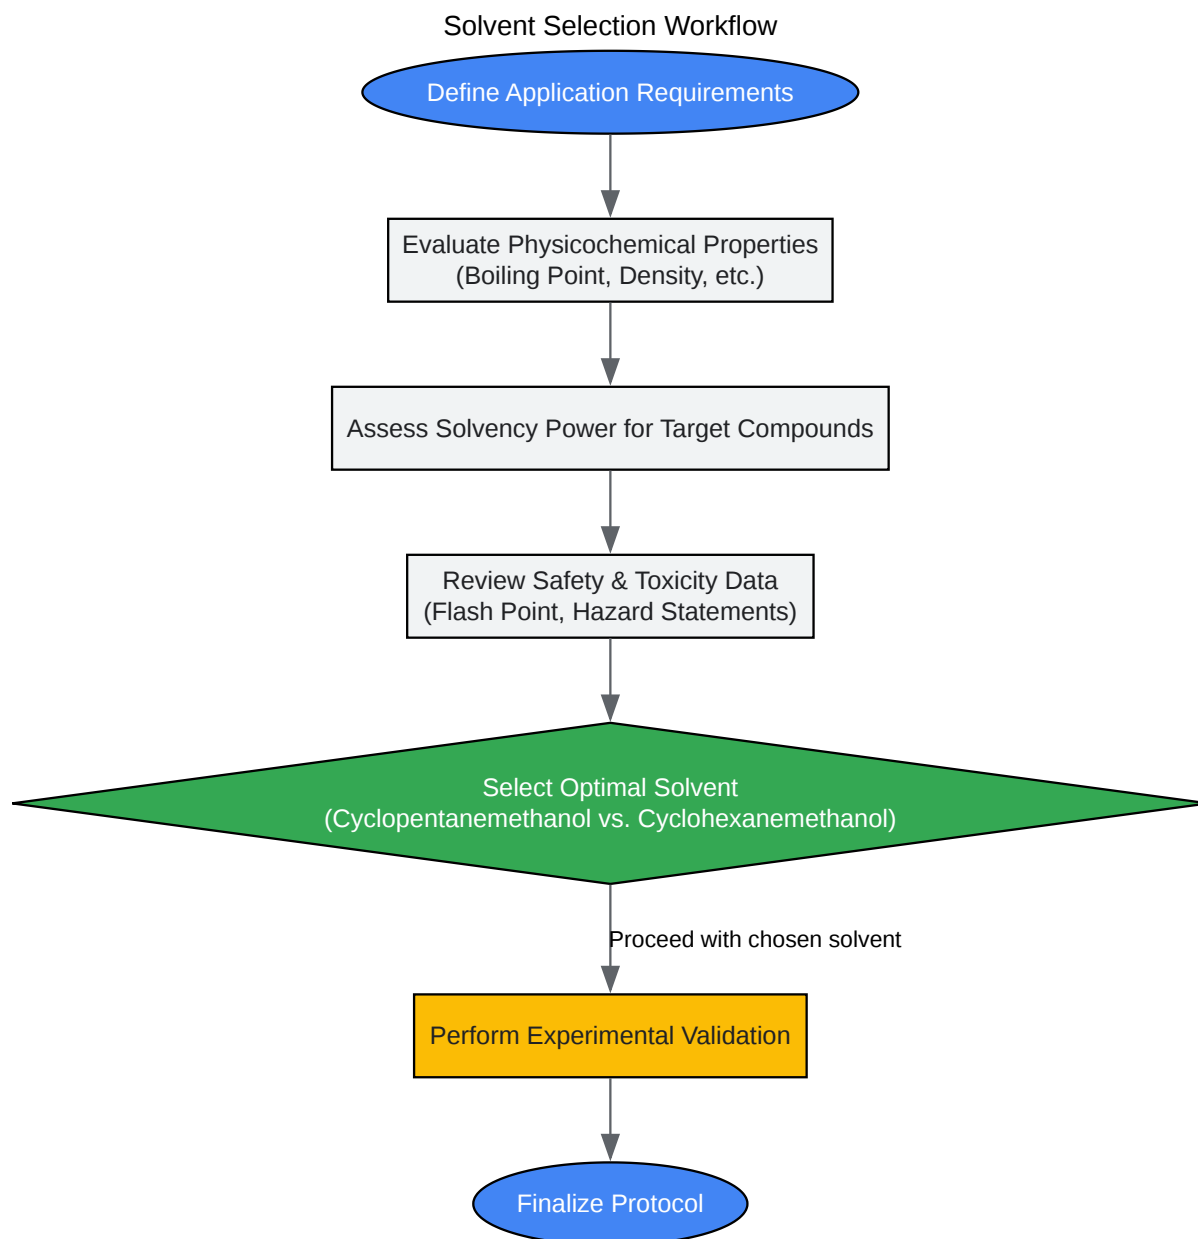 Solvent Selection Workflow
Define Application Requirements
Evaluate Physicochemical Properties
(Boiling Point, Density, etc.)
Assess Solvency Power for Target Compounds
Review Safety & Toxicity Data
(Flash Point, Hazard Statements)
Select Optimal Solvent
(Cyclopentanemethanol vs. Cyclohexanemethanol)
Proceed with chosen solvent
Perform Experimental Validation
Finalize Protocol